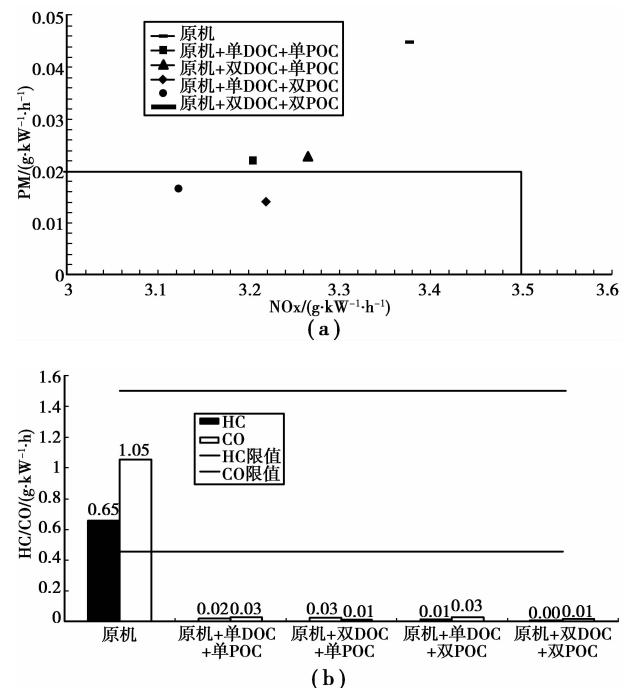 0.05
0.04
0.03
0.02
0.01
0
PM/(g·kW⁻¹·h⁻¹)
原机
原机+单DOC+单POC
原机+双DOC+单POC
原机+单DOC+双POC
原机+双DOC+双POC
3 3.1 3.2 3.3 3.4 3.5 3.6
NOx/(g·kW⁻¹·h⁻¹)
(a)
1.6
1.4
1.2
1
0.8
0.6
0.4
0.2
0
HC/CO/(g·kW⁻¹·h)
HC
CO
HC限值
CO限值
0.65 1.05 0.02 0.03 0.03 0.01 0.01 0.03 0.00 0.01
原机 原机+单DOC 原机+双DOC 原机+单DOC 原机+双DOC
+单POC +单POC +双POC +双POC
(b)